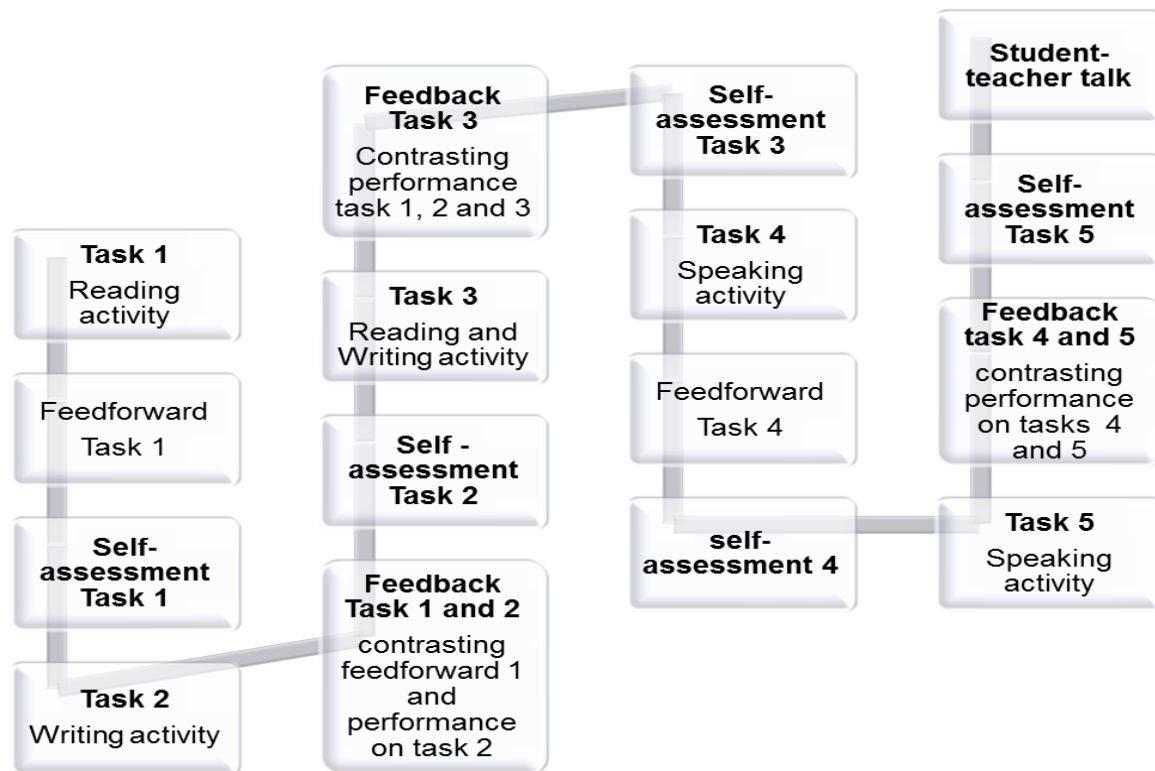 Task 1
Reading
activity
Feedforward
Task 1
Self-
assessment
Task 1
Task 2
Writing activity
Feedback
Task 1 and 2
contrasting
feedforward 1
and
performance
on task 2
Self -
assessment
Task 2
Task 3
Reading and
Writing activity
Feedback
Task 3
Contrasting
performance
task 1, 2 and 3
Self-
assessment
Task 3
Task 4
Speaking
activity
Feedforward
Task 4
self-
assessment 4
Task 5
Speaking
activity
Feedback
task 4 and 5
contrasting
performance
on tasks 4
and 5
Self-
assessment
Task 5
Student-
teacher talk